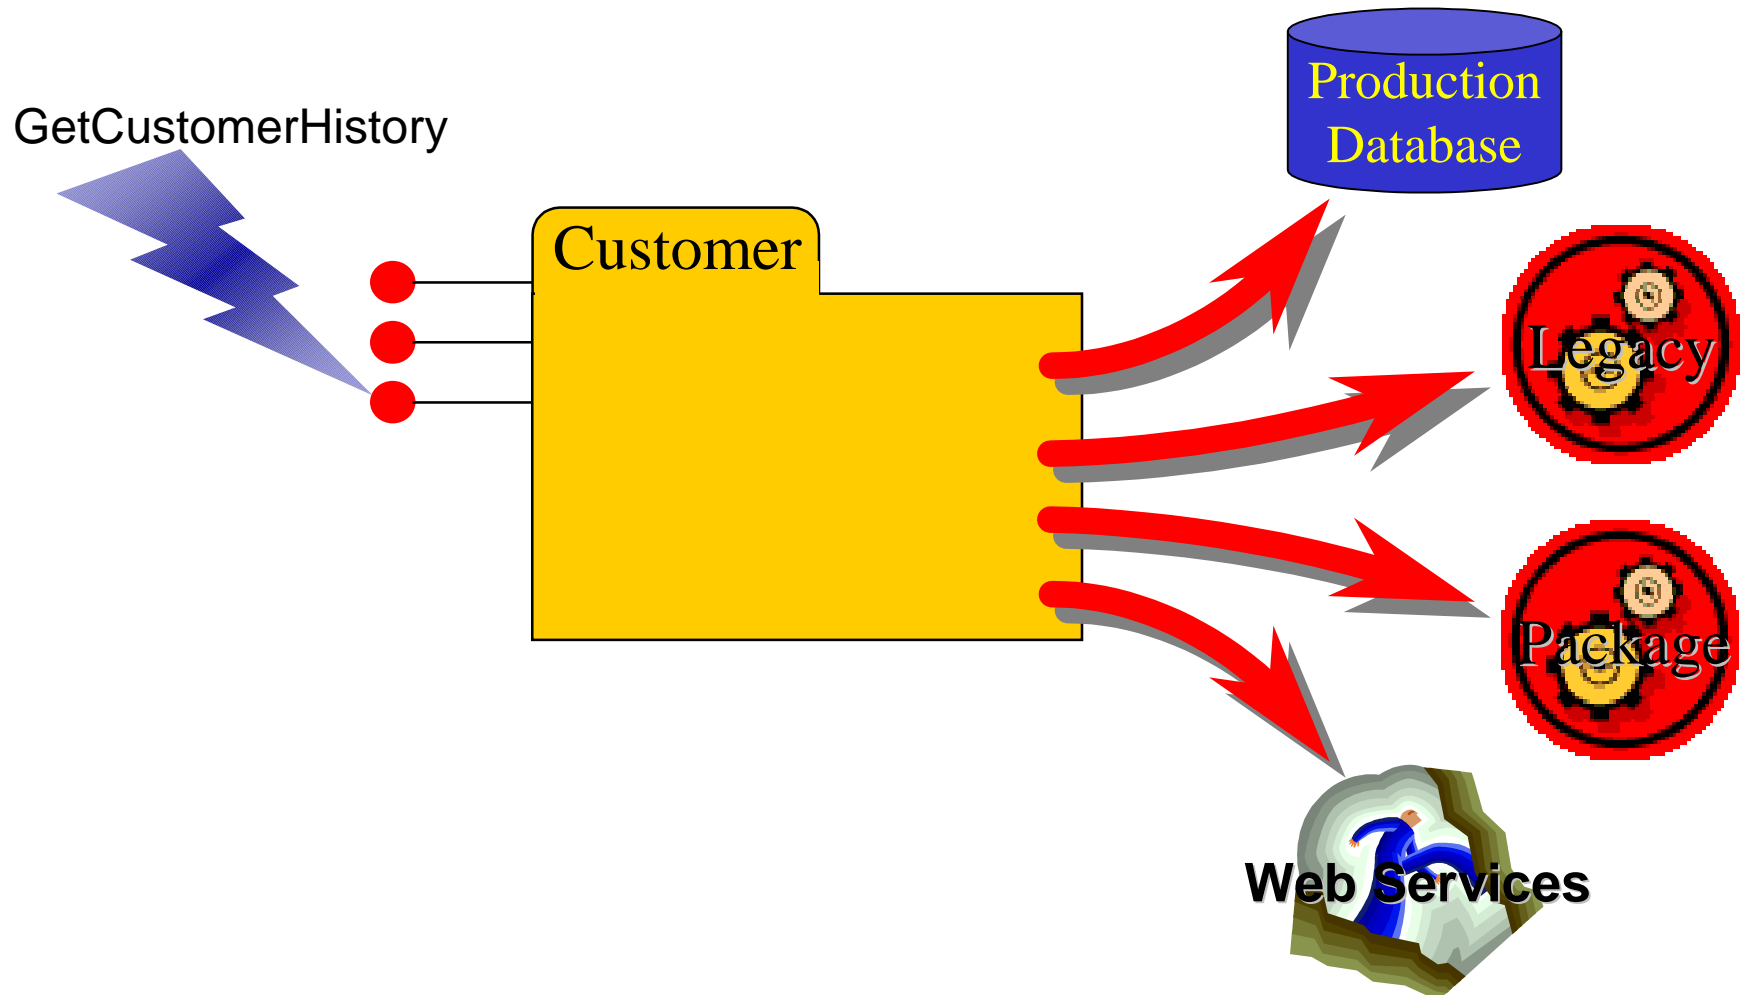 GetCustomerHistory
Customer
Production
Database
Legacy
Package
Web Services